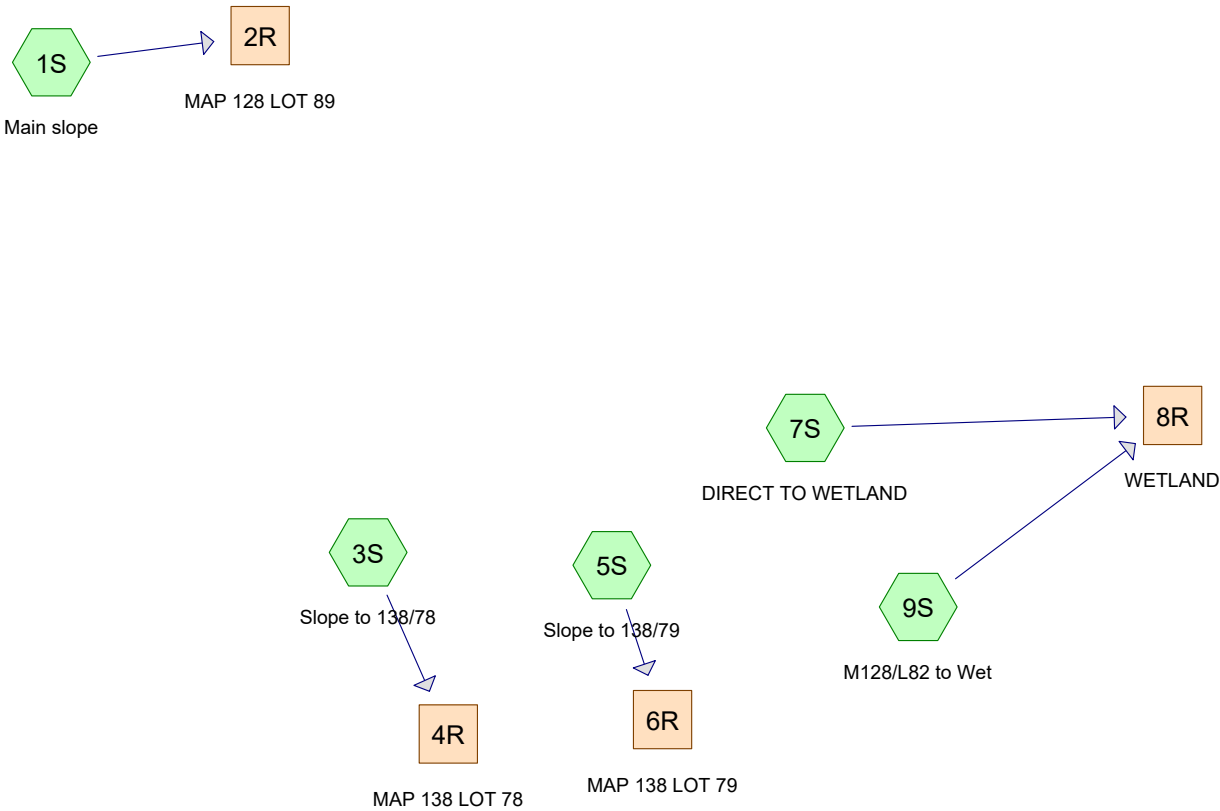 1S
Main slope
2R
MAP 128 LOT 89
7S
DIRECT TO WETLAND
8R
WETLAND
3S
Slope to 138/78
5S
Slope to 138/79
9S
M128/L82 to Wet
4R
MAP 138 LOT 78
6R
MAP 138 LOT 79